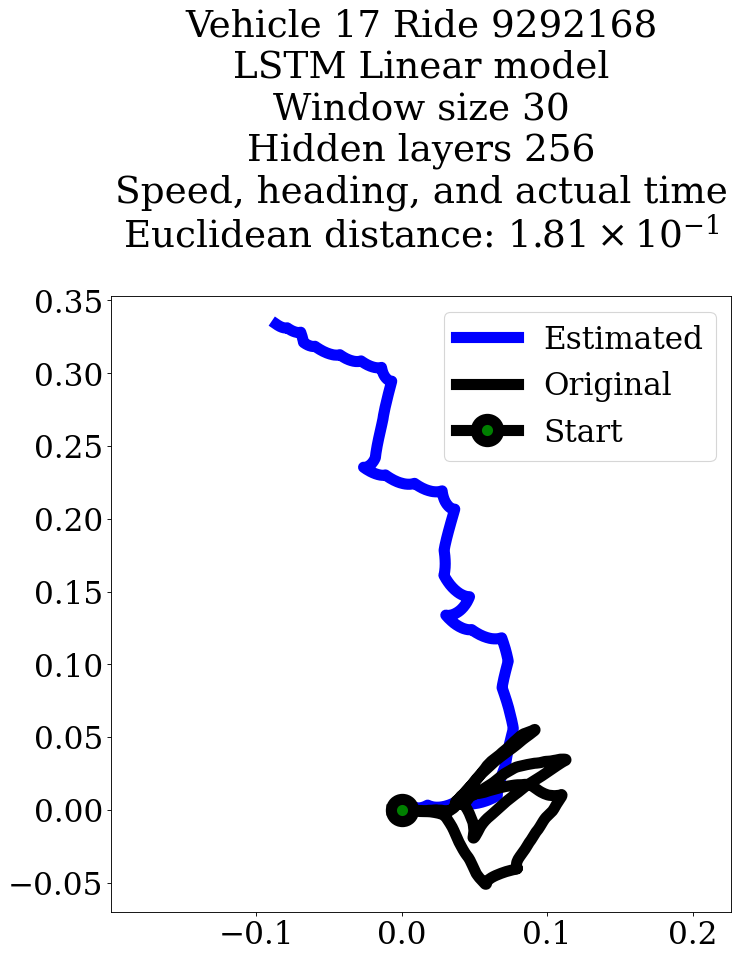 Vehicle 17 Ride 9292168
LSTM Linear model
Window size 30
Hidden layers 256
Speed, heading, and actual time
Euclidean distance: 1.81 × 10⁻¹
Estimated
Original
Start
0.35
0.30
0.25
0.20
0.15
0.10
0.05
0.00
−0.05
−0.1 0.0 0.1 0.2